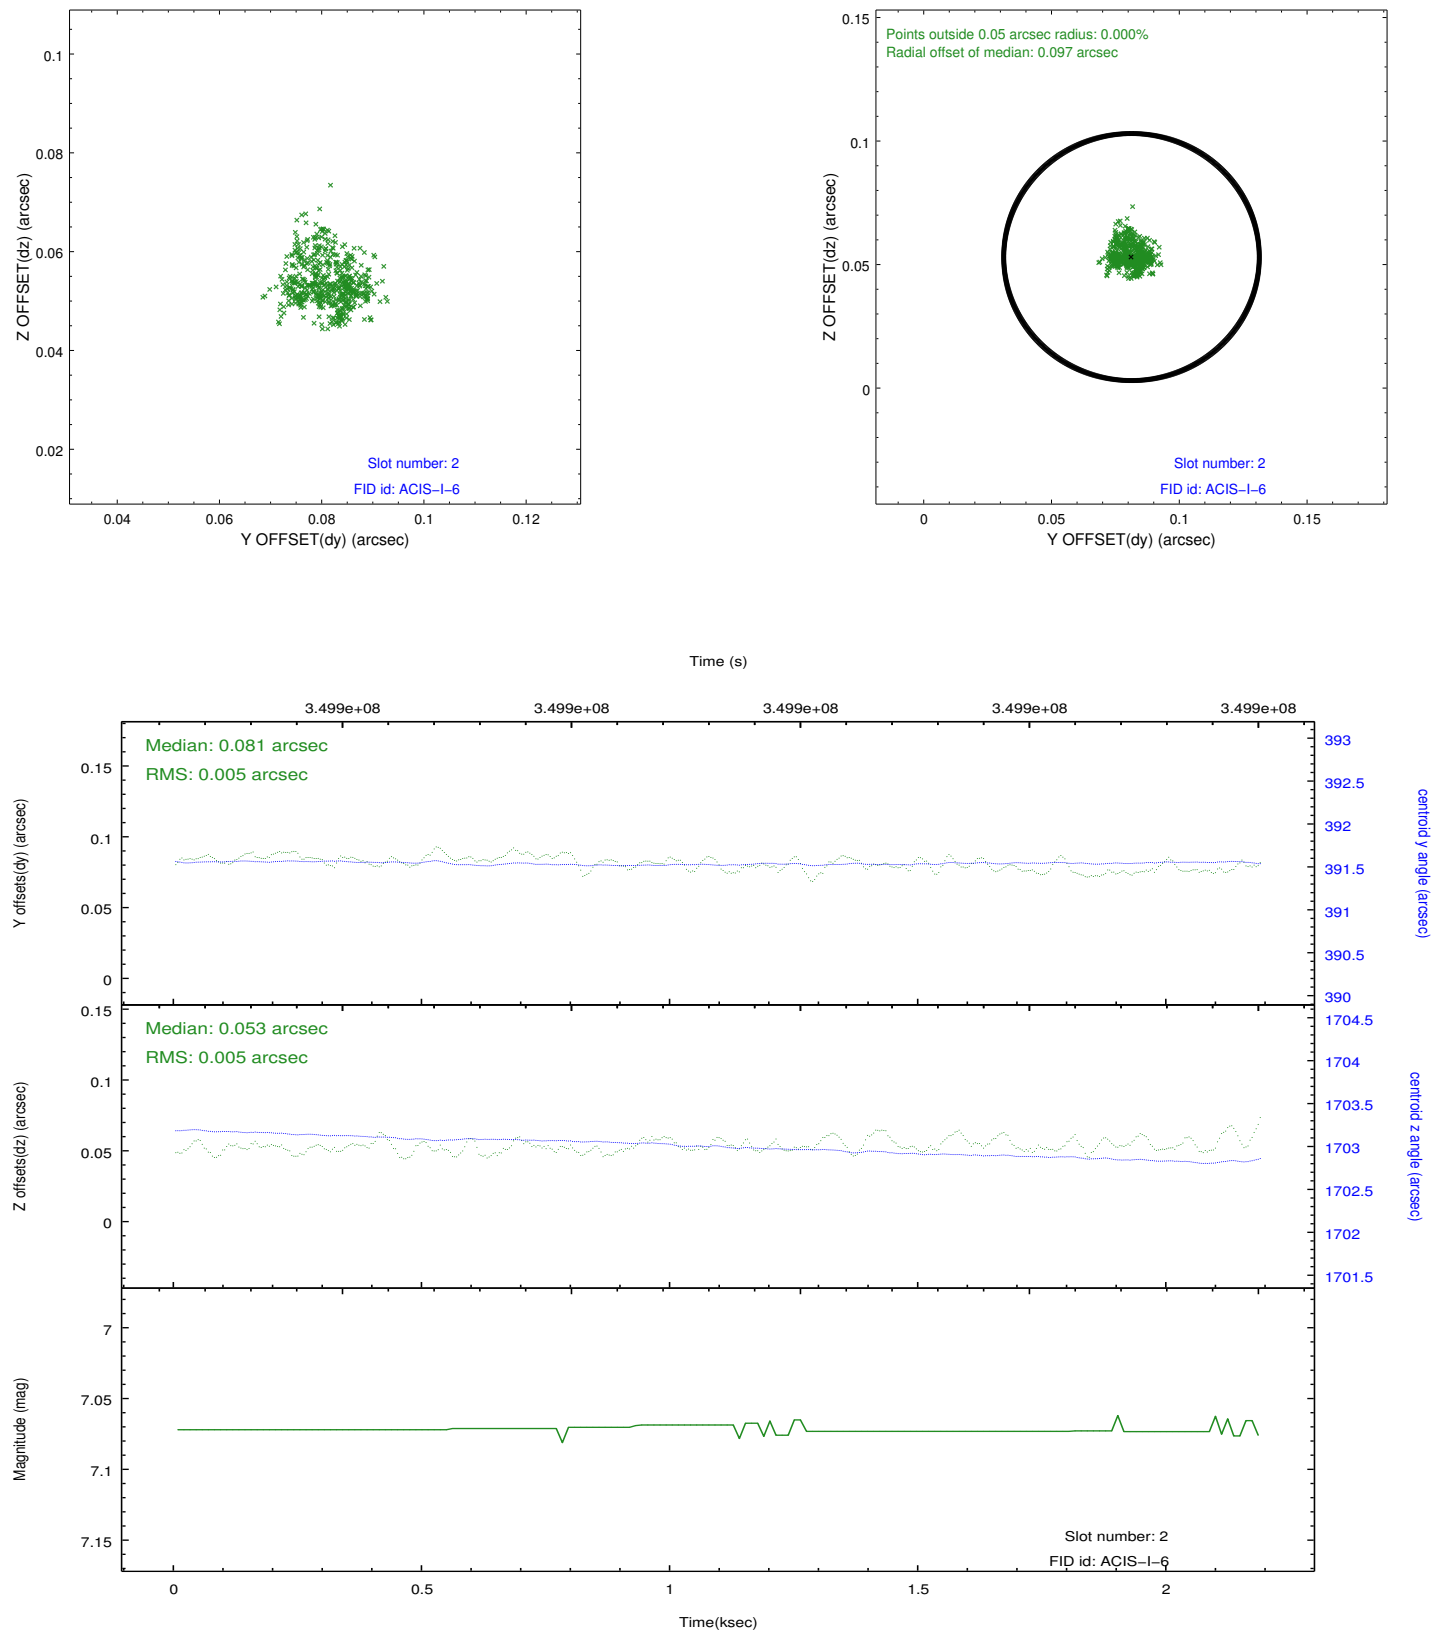 0.1
0.08
0.06
0.04
0.02
Z OFFSET(dz) (arcsec)
0.04
0.06
0.08
0.1
0.12
Y OFFSET(dy) (arcsec)
Slot number: 2
FID id: ACIS−I−6
Points outside 0.05 arcsec radius: 0.000%
Radial offset of median: 0.097 arcsec
0.15
0.1
0.05
0
Z OFFSET(dz) (arcsec)
0
0.05
0.1
0.15
Y OFFSET(dy) (arcsec)
Slot number: 2
FID id: ACIS−I−6
Time (s)
3.499e+08
3.499e+08
3.499e+08
3.499e+08
3.499e+08
Median: 0.081 arcsec
RMS: 0.005 arcsec
0.15
0.1
0.05
0
Y offsets(dy) (arcsec)
393
392.5
392
391.5
391
390.5
390
centroid y angle (arcsec)
Median: 0.053 arcsec
RMS: 0.005 arcsec
0.15
0.1
0.05
0
Z offsets(dz) (arcsec)
1704.5
1704
1703.5
1703
1702.5
1702
1701.5
centroid z angle (arcsec)
7
7.05
7.1
7.15
Magnitude (mag)
Slot number: 2
FID id: ACIS−I−6
0
0.5
1
1.5
2
Time(ksec)